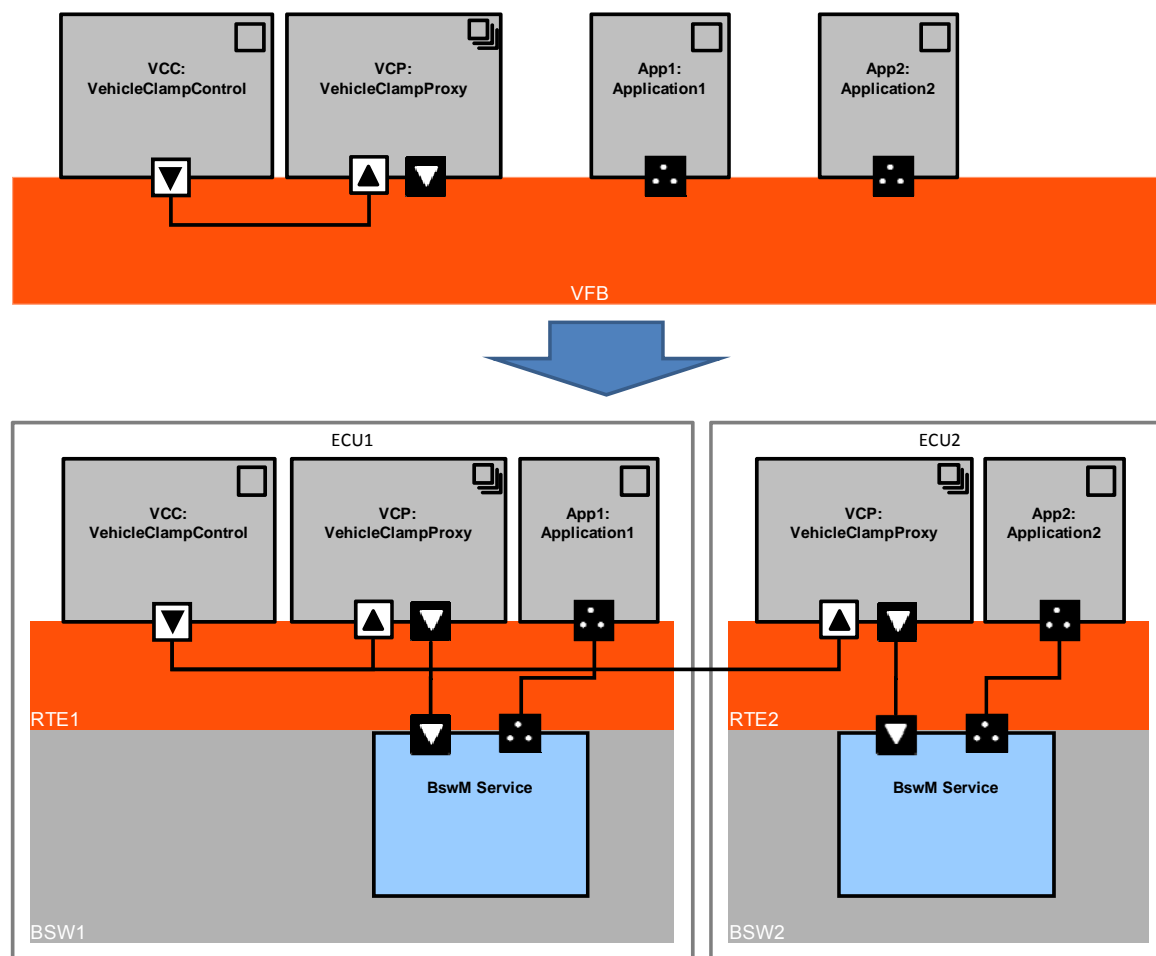 VCC:
VehicleClampControl
VCP:
VehicleClampProxy
App1:
Application1
App2:
Application2
VFB
ECU1
ECU2
VCC:
VehicleClampControl
VCP:
VehicleClampProxy
App1:
Application1
VCP:
VehicleClampProxy
App2:
Application2
RTE1
RTE2
BswM Service
BswM Service
BSW1
BSW2